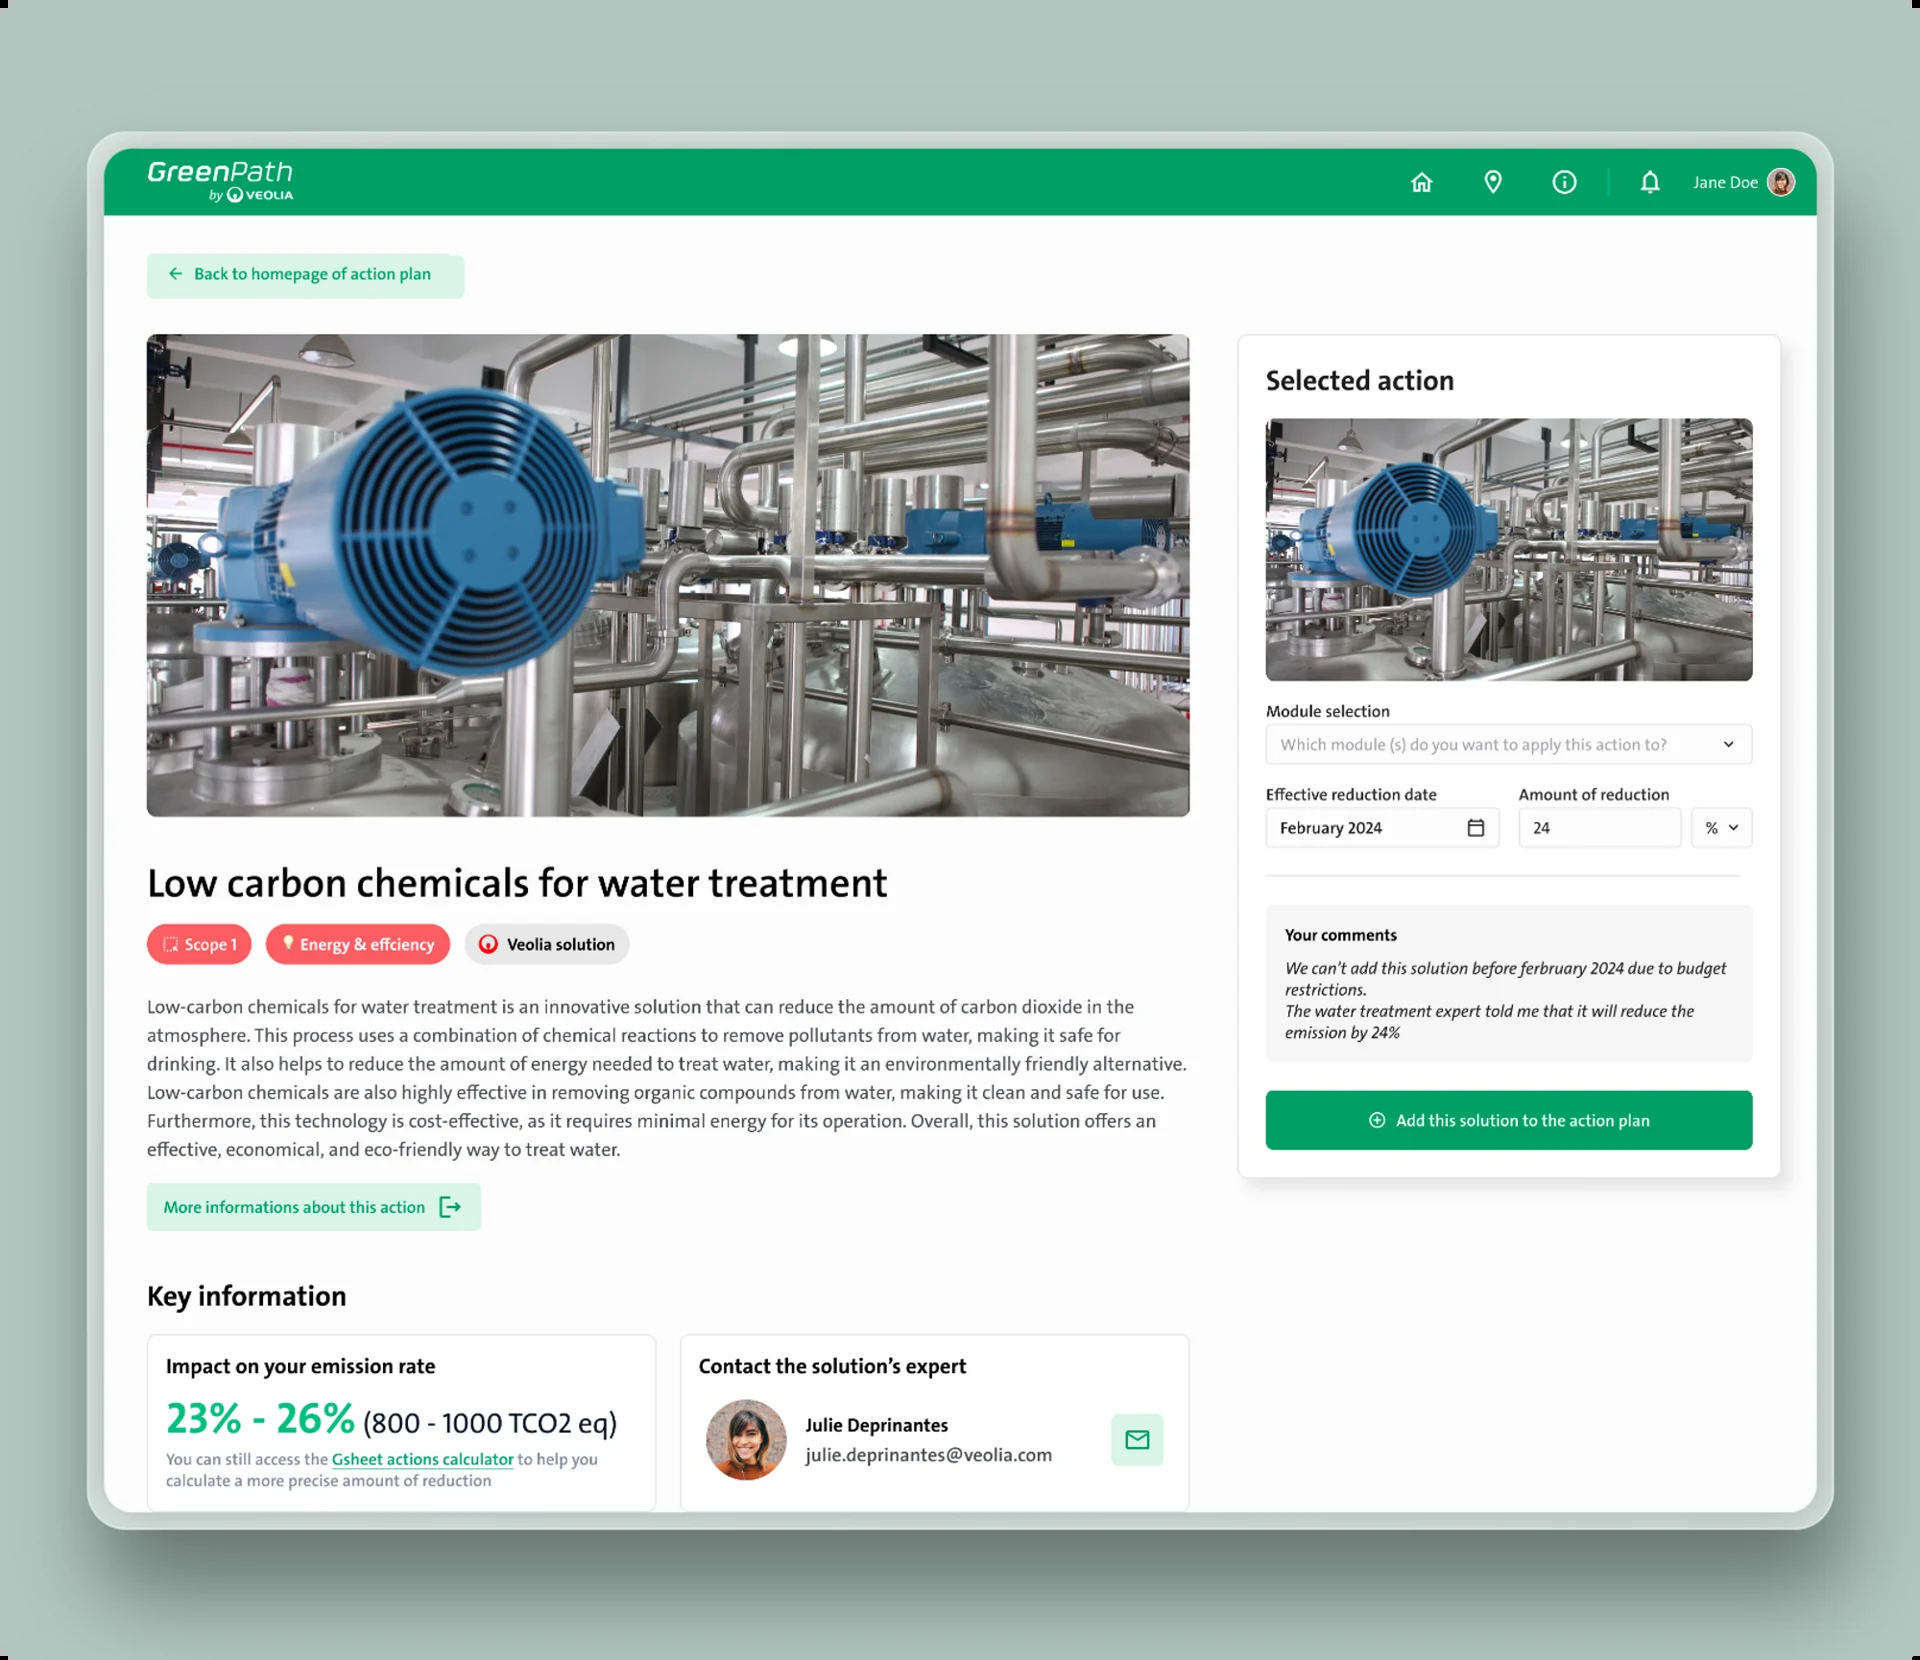 GreenPath
by VEOLIA
Jane Doe
Back to homepage of action plan
Low carbon chemicals for water treatment
Scope 1
Energy & effciency
Veolia solution
Low-carbon chemicals for water treatment is an innovative solution that can reduce the amount of carbon dioxide in the
atmosphere. This process uses a combination of chemical reactions to remove pollutants from water, making it safe for
drinking. It also helps to reduce the amount of energy needed to treat water, making it an environmentally friendly alternative.
Low-carbon chemicals are also highly effective in removing organic compounds from water, making it clean and safe for use.
Furthermore, this technology is cost-effective, as it requires minimal energy for its operation. Overall, this solution offers an
effective, economical, and eco-friendly way to treat water.
More informations about this action
Key information
Impact on your emission rate
23% - 26% (800 - 1000 TCO2 eq)
You can still access the Gsheet actions calculator to help you
calculate a more precise amount of reduction
Contact the solution's expert
Julie Deprinantes
julie.deprinantes@veolia.com
Selected action
Module selection
Which module (s) do you want to apply this action to?
Effective reduction date
February 2024
Amount of reduction
24
%
Your comments
We can't add this solution before ferbruary 2024 due to budget
restrictions.
The water treatment expert told me that it will reduce the
emission by 24%
Add this solution to the action plan